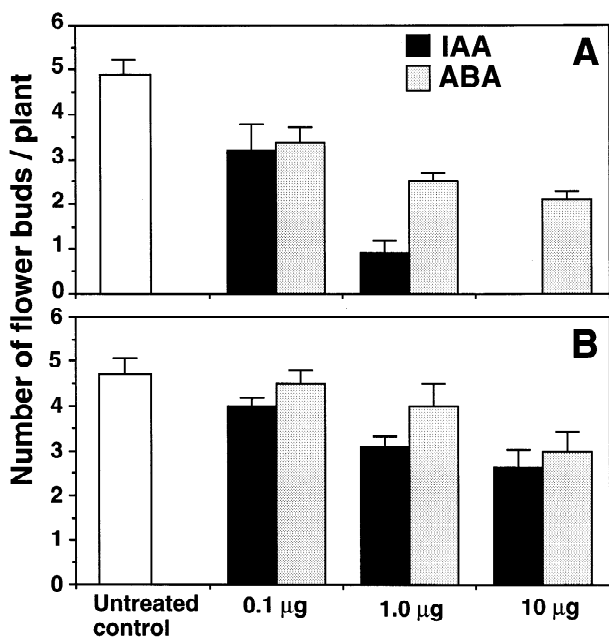 Number of flower buds / plant
6
5
4
3
2
1
0
IAA
ABA
A
6
5
4
3
2
1
0
B
Untreated
control
0.1 μg
1.0 μg
10 μg